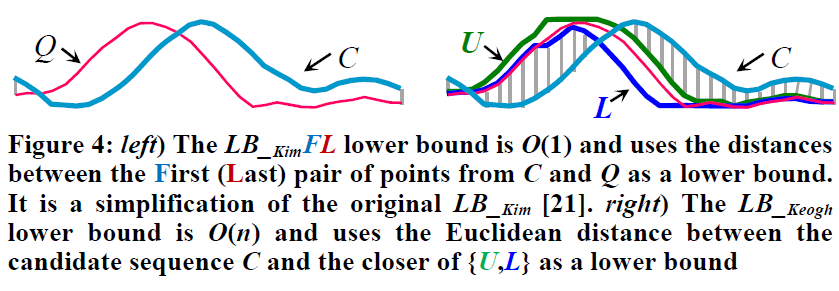 Q
C
U
L
C
Figure 4: left) The LB_KimFL lower bound is O(1) and uses the distances
between the First (Last) pair of points from C and Q as a lower bound.
It is a simplification of the original LB_Kim [21]. right) The LB_Keogh
lower bound is O(n) and uses the Euclidean distance between the
candidate sequence C and the closer of {U,L} as a lower bound